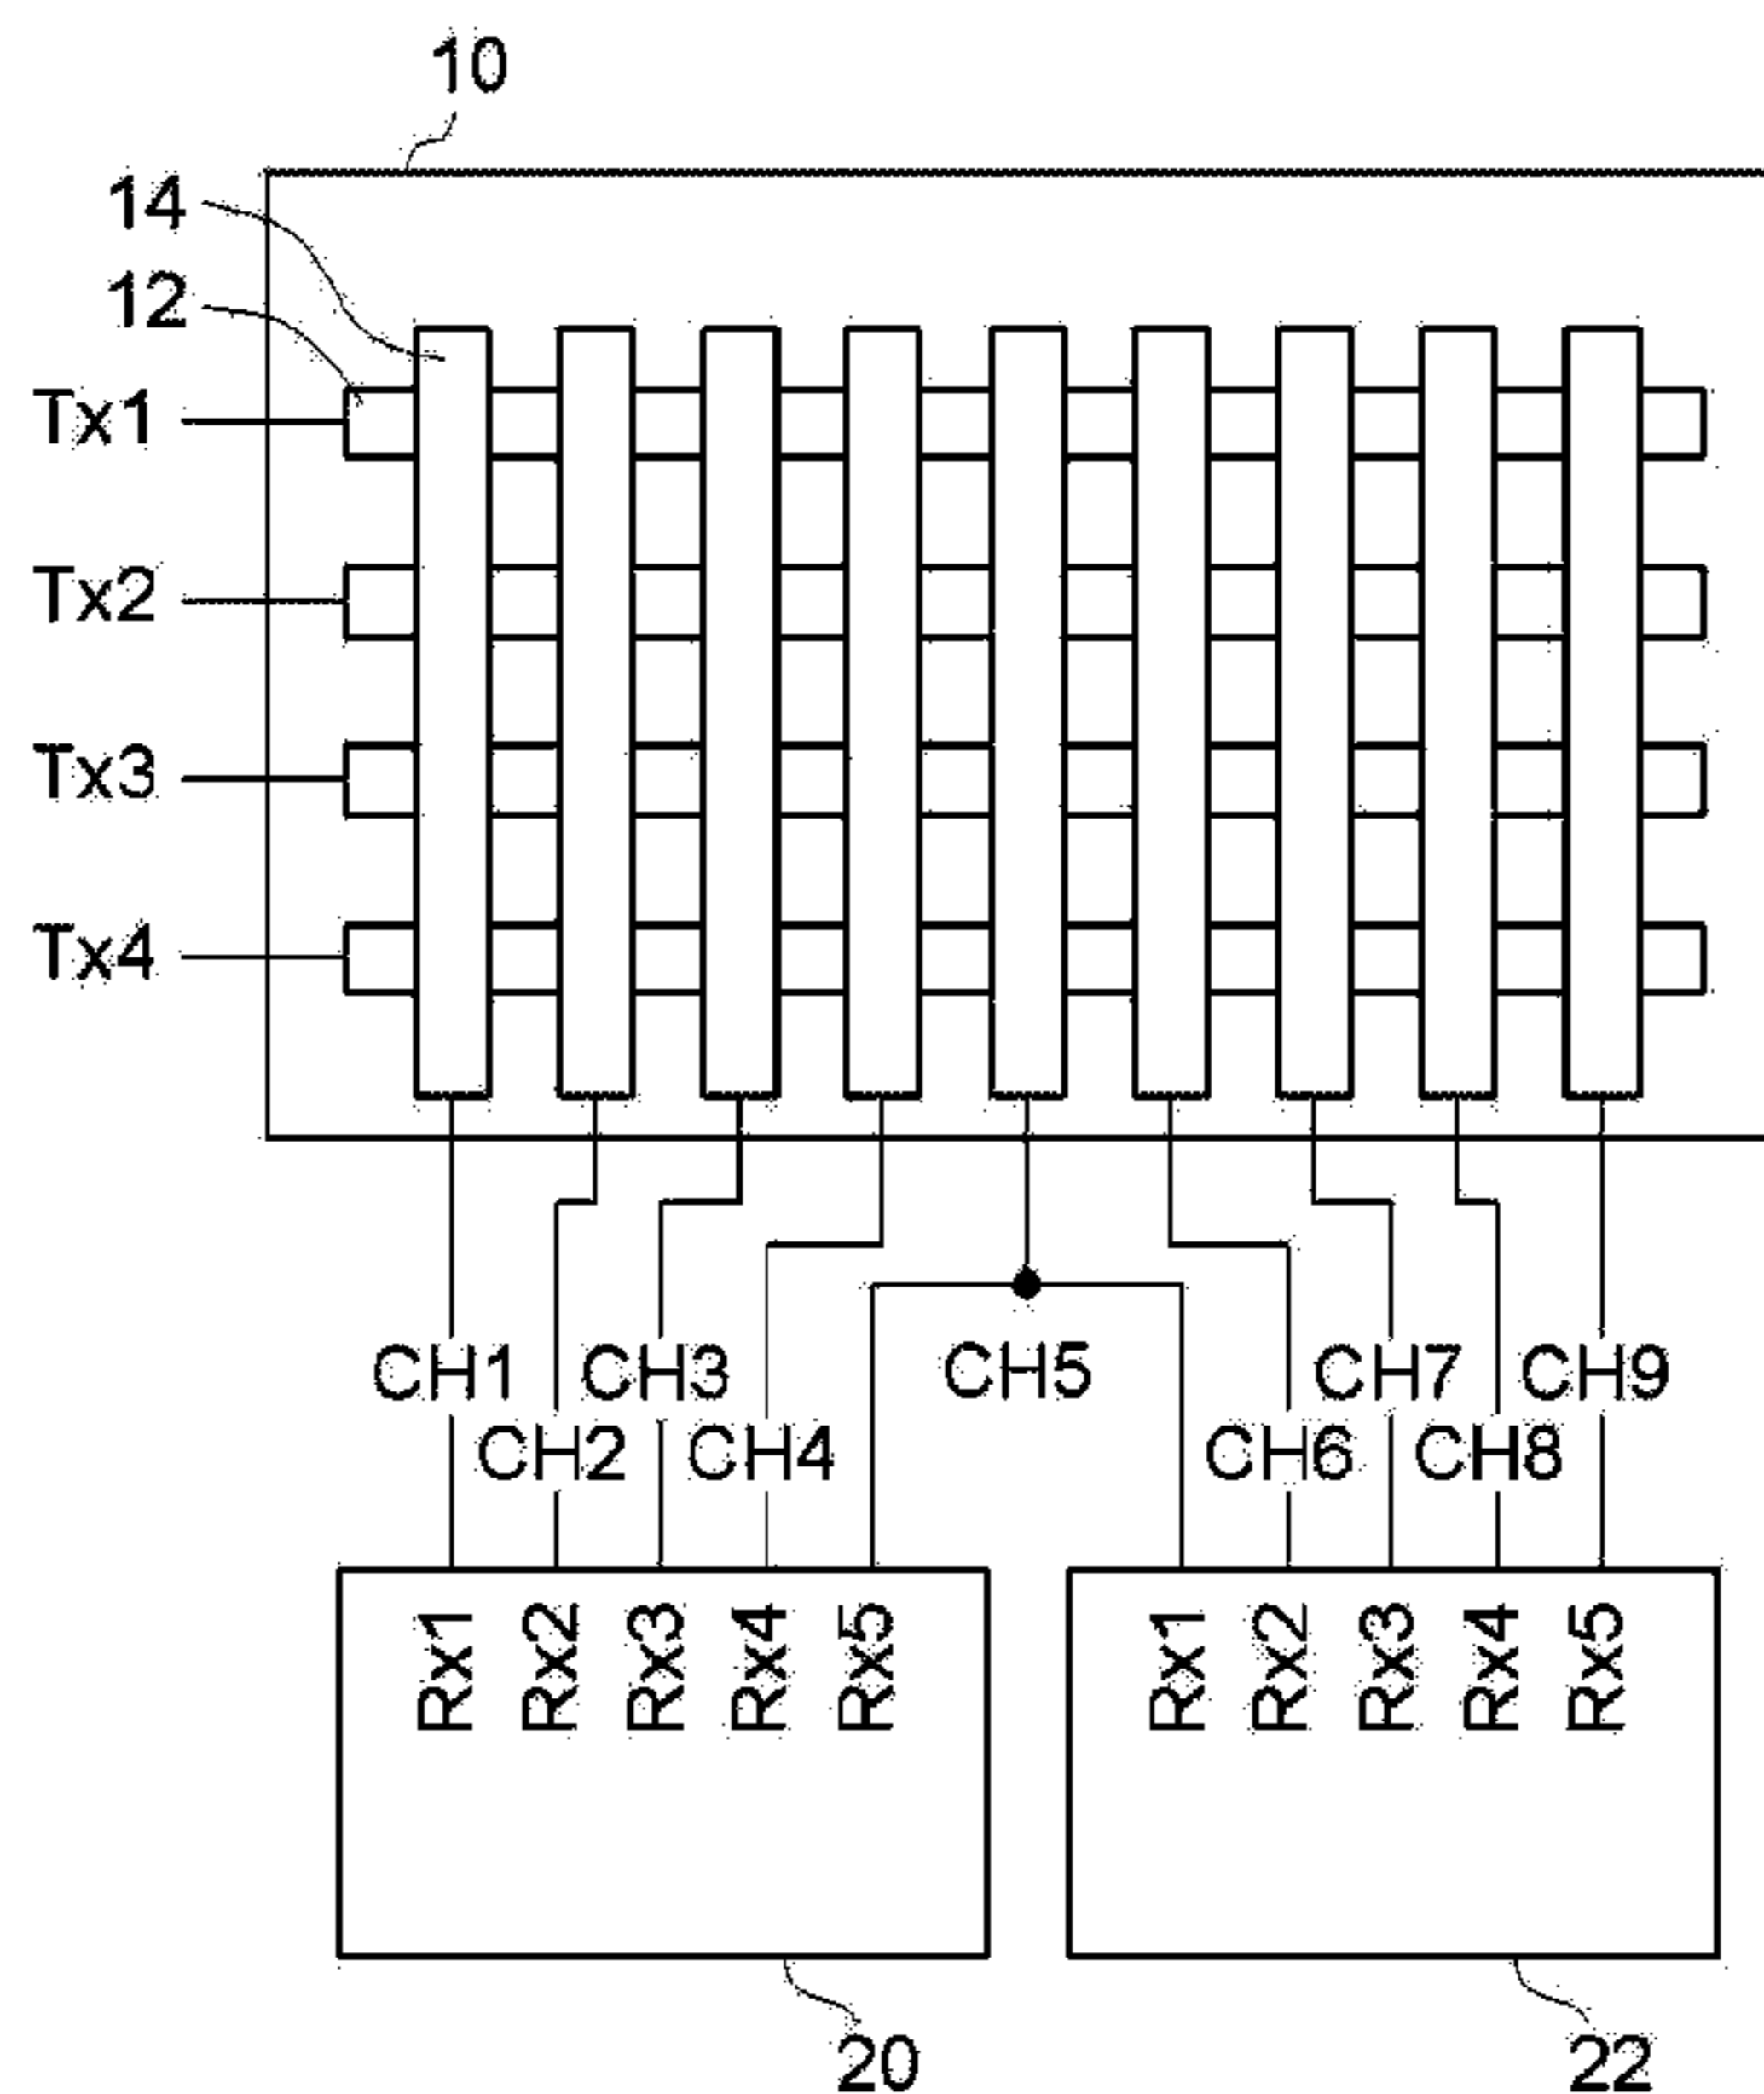 10
14
12
Tx1
Tx2
Tx3
Tx4
CH1 CH3 CH5 CH7 CH9
CH2 CH4 CH6 CH8
Rx1 Rx2 Rx3 Rx4 Rx5 Rx1 Rx2 Rx3 Rx4 Rx5
20 22